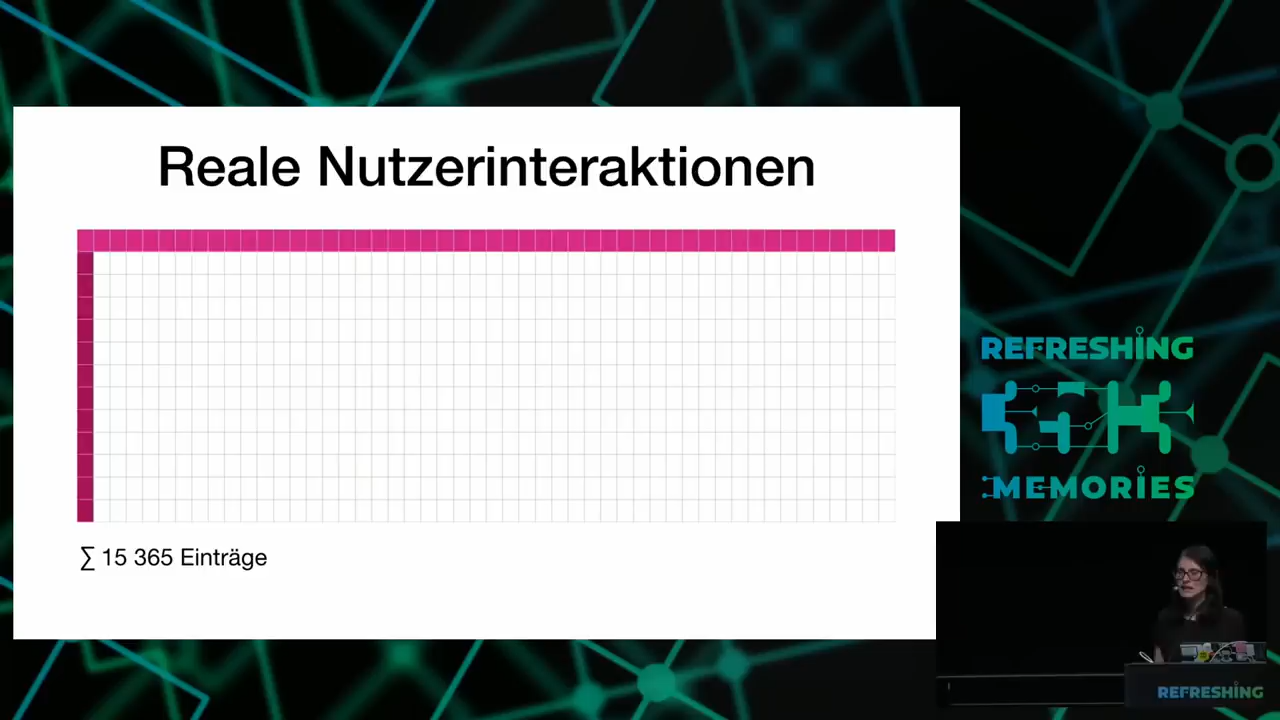 Reale Nutzerinteraktionen
∑ 15 365 Einträge
REFRESHING
MEMORIES
REFRESHING